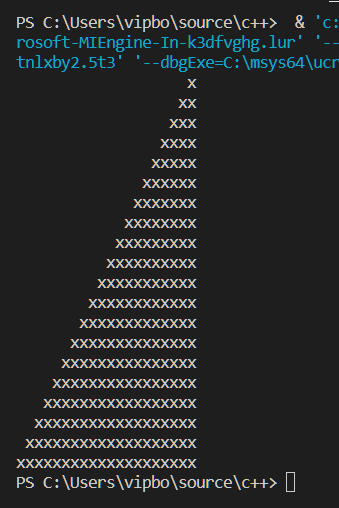 PS C:\Users\vipbo\source\c++>  & 'c:
rosoft-MIEngine-In-k3dfvghg.lur' '--
tnlxby2.5t3' '--dbgExe=C:\msys64\ucr
                   x
                  xx
                 xxx
                xxxx
               xxxxx
              xxxxxx
             xxxxxxx
            xxxxxxxx
           xxxxxxxxx
          xxxxxxxxxx
         xxxxxxxxxxx
        xxxxxxxxxxxx
       xxxxxxxxxxxxx
      xxxxxxxxxxxxxx
     xxxxxxxxxxxxxxx
    xxxxxxxxxxxxxxxx
   xxxxxxxxxxxxxxxxx
  xxxxxxxxxxxxxxxxxx
 xxxxxxxxxxxxxxxxxxx
xxxxxxxxxxxxxxxxxxxx
PS C:\Users\vipbo\source\c++>